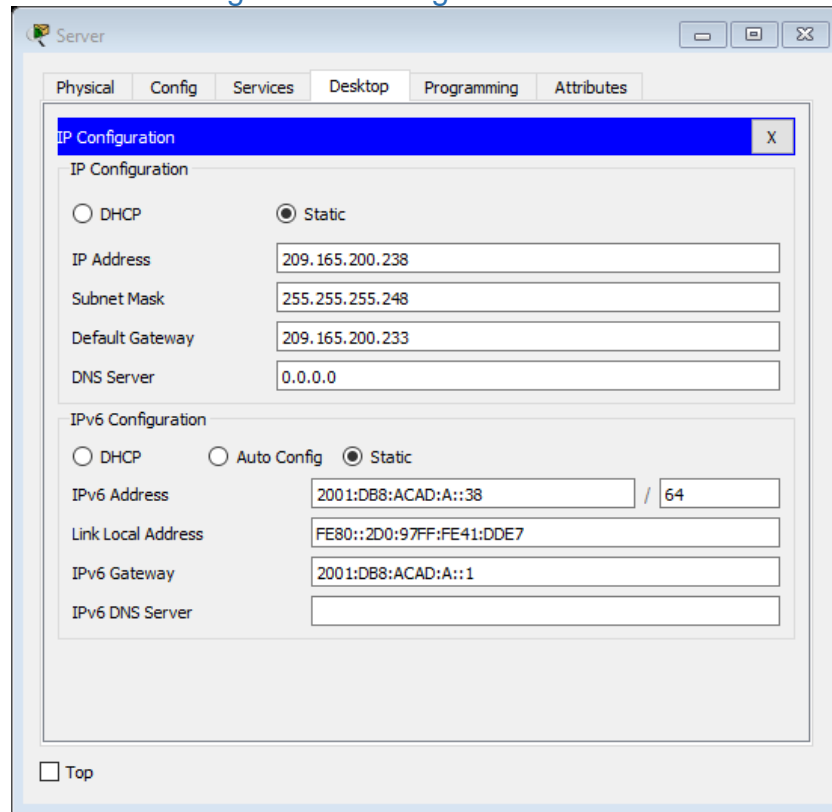 Server
Physical Config Services Desktop Programming Attributes
IP Configuration X
IP Configuration
DHCP Static
IP Address 209.165.200.238
Subnet Mask 255.255.255.248
Default Gateway 209.165.200.233
DNS Server 0.0.0.0
IPv6 Configuration
DHCP Auto Config Static
IPv6 Address 2001:DB8:ACAD:A::38 / 64
Link Local Address FE80::2D0:97FF:FE41:DDE7
IPv6 Gateway 2001:DB8:ACAD:A::1
IPv6 DNS Server
Top